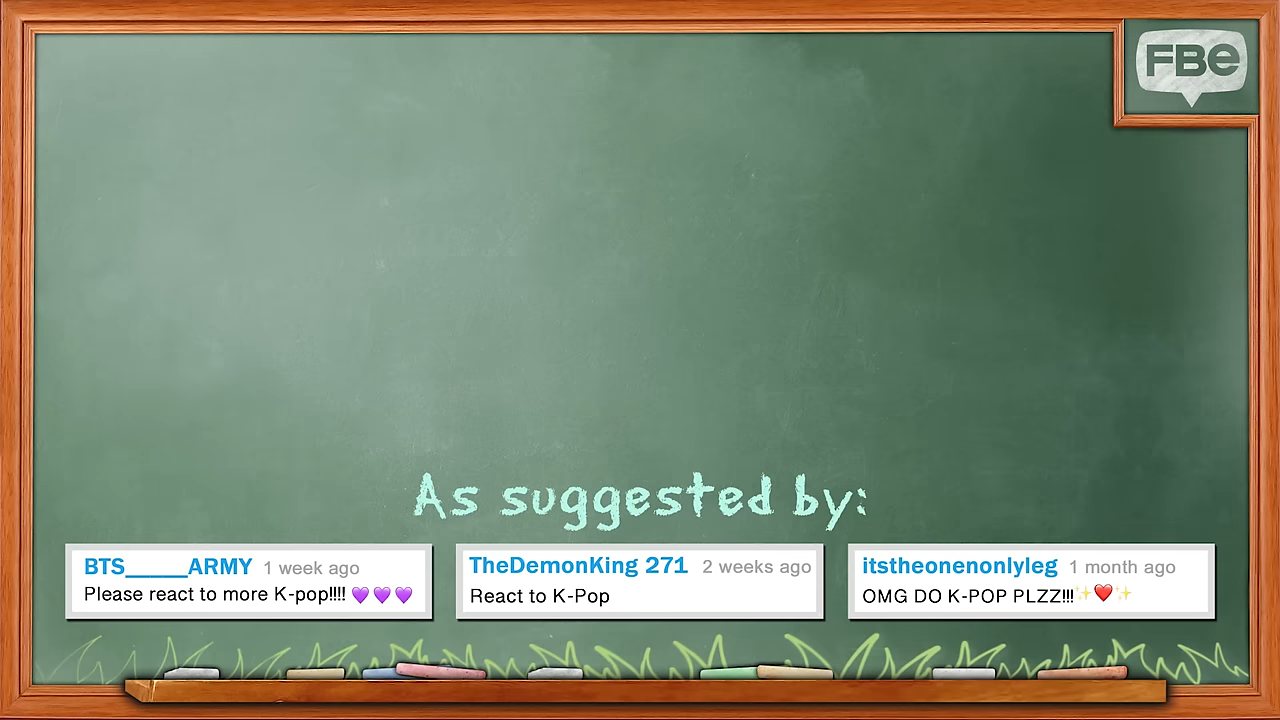 FBE
As suggested by:
BTS_____ARMY 1 week ago
Please react to more K-pop!!!! 💜💜💜
TheDemonKing 271 2 weeks ago
React to K-Pop
itstheonenonlyleg 1 month ago
OMG DO K-POP PLZZ!!!✨❤️✨